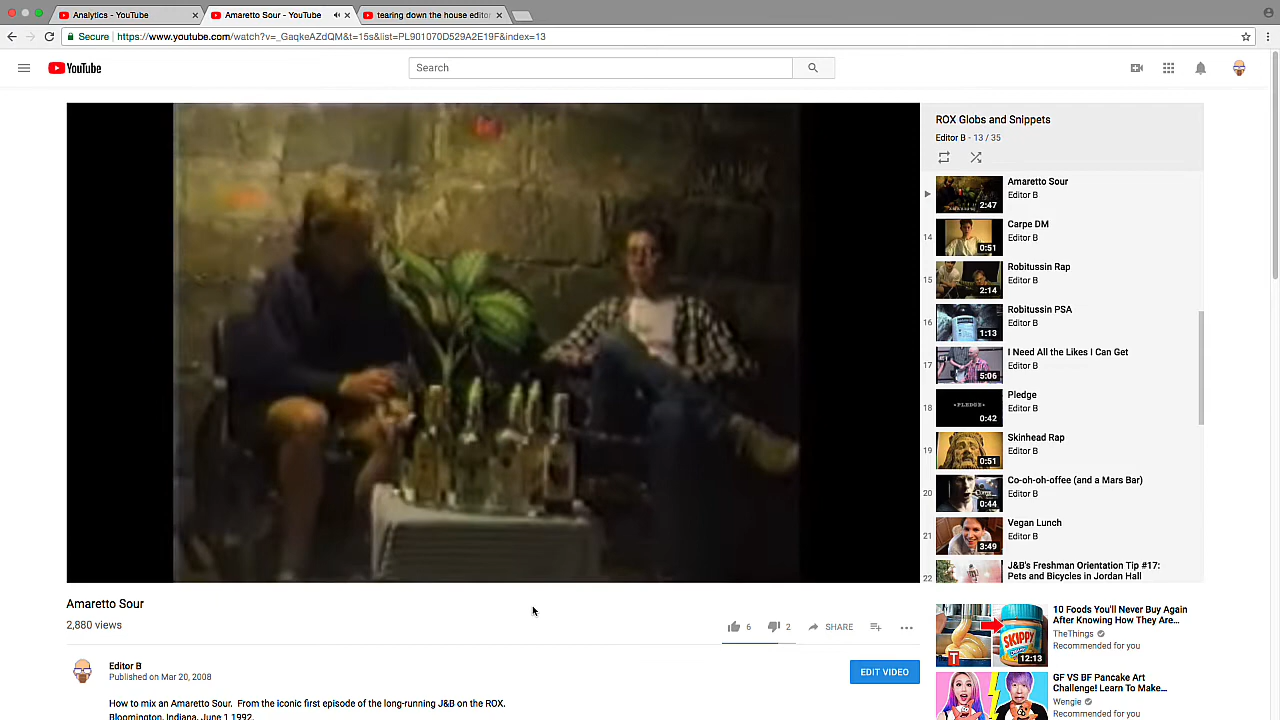 Analytics - YouTube
Amaretto Sour - YouTube
tearing down the house editor
Secure
https://www.youtube.com/watch?v=_GaqkeAZdQM&t=15s&list=PL901070D529A2E19F&index=13
YouTube
Search
ROX Globs and Snippets
Editor B - 13 / 35
Amaretto Sour
Editor B
2:47
14
Carpe DM
Editor B
0:51
15
Robitussin Rap
Editor B
2:14
16
Robitussin PSA
Editor B
1:13
17
I Need All the Likes I Can Get
Editor B
5:06
18
Pledge
Editor B
«PLEDGE»
0:42
19
Skinhead Rap
Editor B
0:51
20
Co-oh-oh-offee (and a Mars Bar)
Editor B
0:44
21
Vegan Lunch
Editor B
3:49
22
J&B's Freshman Orientation Tip #17:
Pets and Bicycles in Jordan Hall
Amaretto Sour
2,880 views
6
2
SHARE
Editor B
Published on Mar 20, 2008
EDIT VIDEO
How to mix an Amaretto Sour. From the iconic first episode of the long-running J&B on the ROX.
Bloomington, Indiana, June 1 1992.
SKIPPY
T
12:13
10 Foods You'll Never Buy Again
After Knowing How They Are...
TheThings
Recommended for you
GF VS BF Pancake Art
Challenge! Learn To Make...
Wengie
Recommended for you